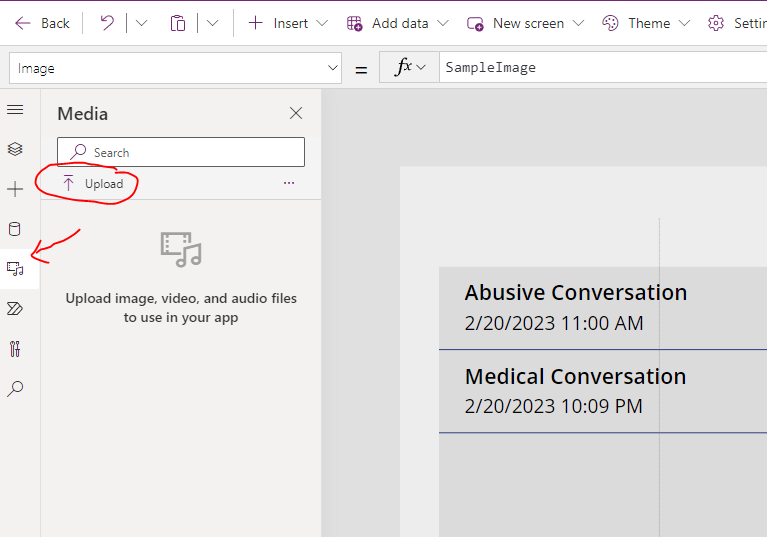 Back Insert Add data New screen Theme Settin
Image = fx SampleImage
Media
Search
Upload ...
Upload image, video, and audio files
to use in your app
Abusive Conversation
2/20/2023 11:00 AM
Medical Conversation
2/20/2023 10:09 PM